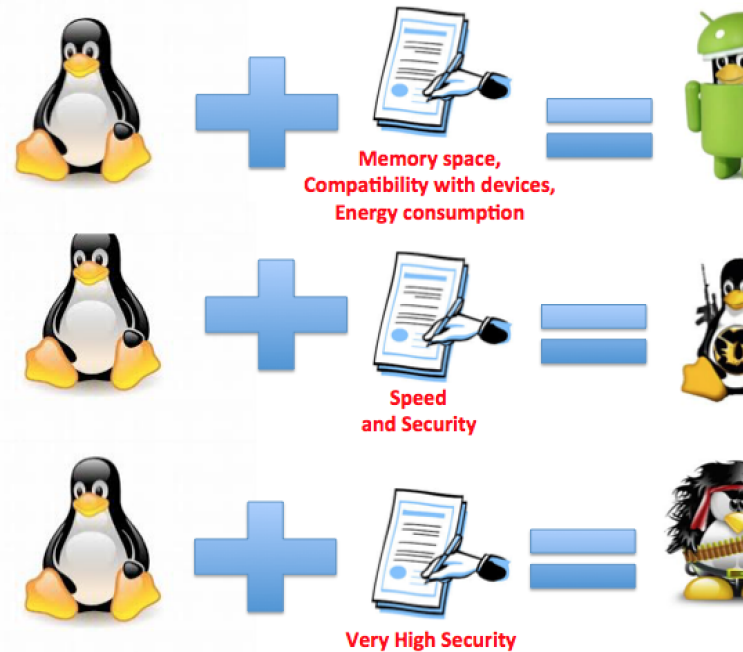 Memory space,
Compatibility with devices,
Energy consumption
Speed
and Security
Very High Security